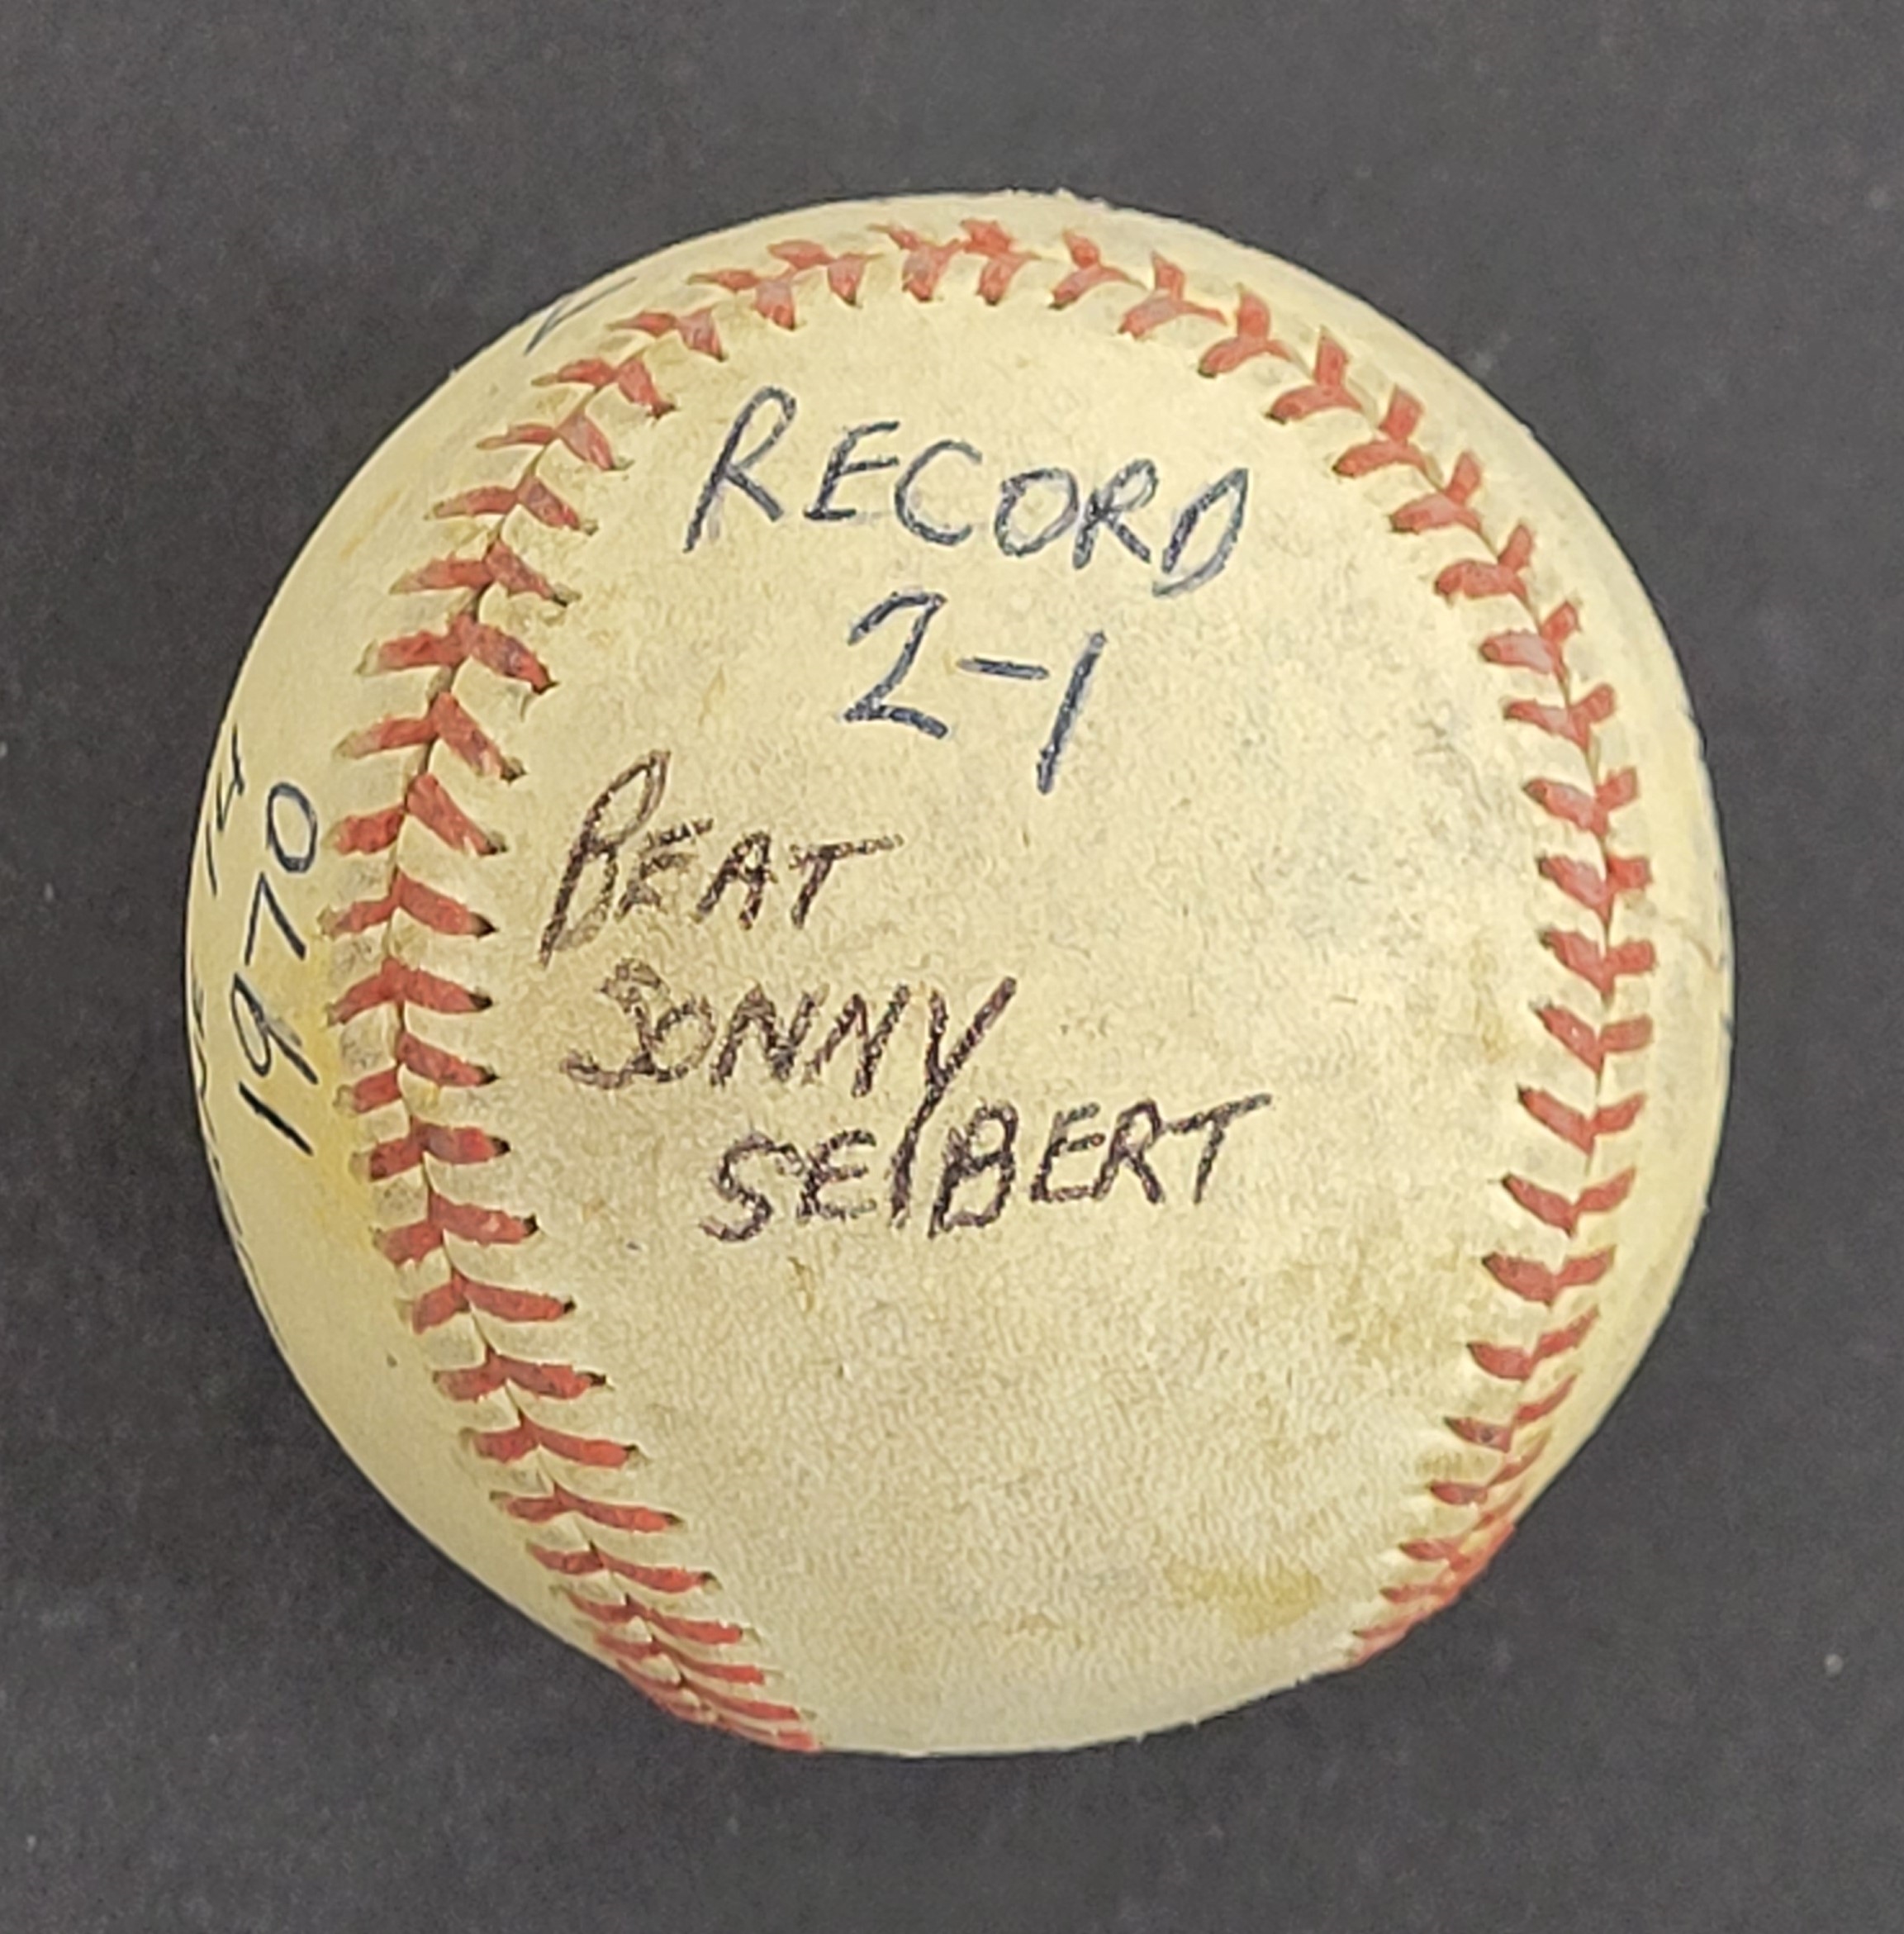 RECORD
2-1
BEAT
SONNY
SEIBERT
1970